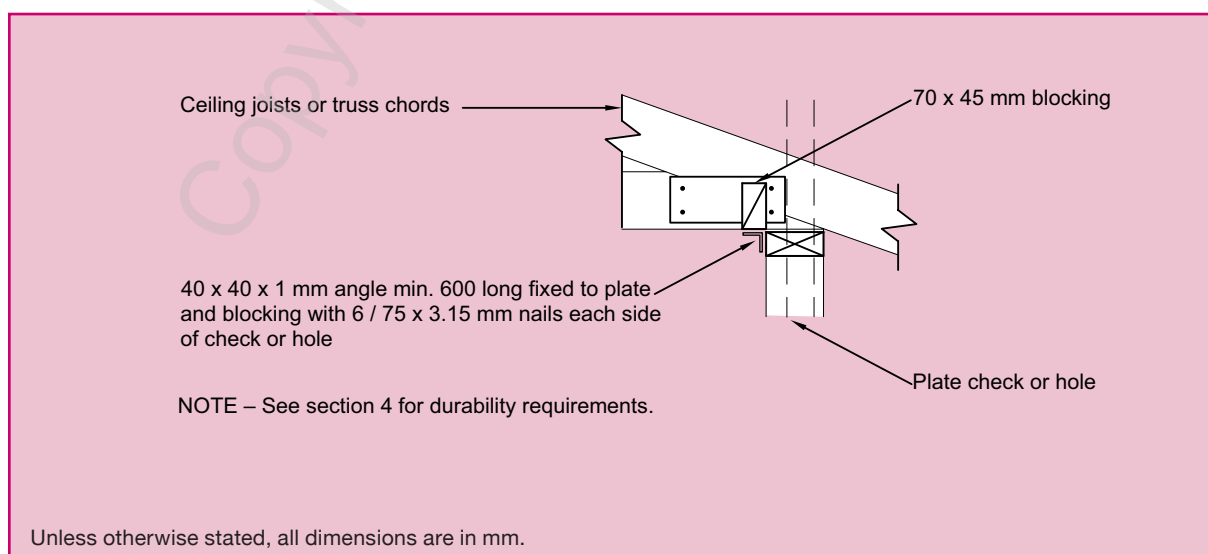 Copy
Ceiling joists or truss chords
70 x 45 mm blocking
40 x 40 x 1 mm angle min. 600 long fixed to plate
and blocking with 6 / 75 x 3.15 mm nails each side
of check or hole
Plate check or hole
NOTE – See section 4 for durability requirements.
Unless otherwise stated, all dimensions are in mm.